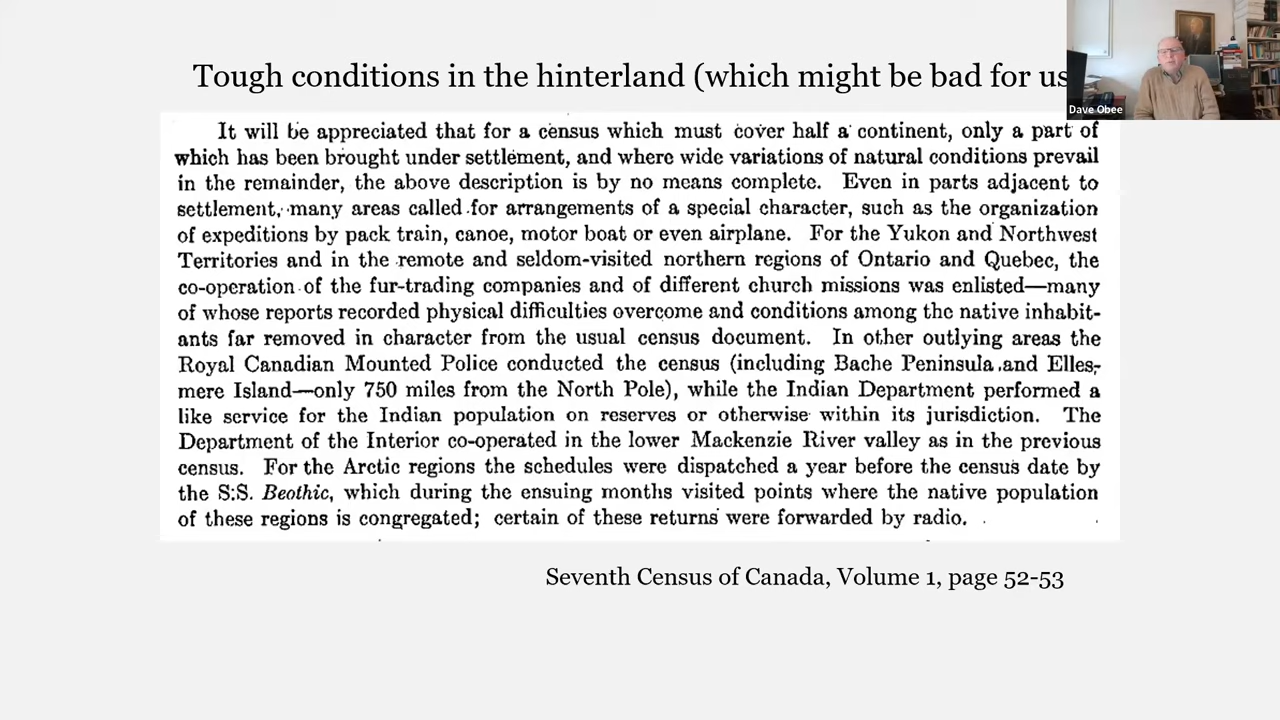 Tough conditions in the hinterland (which might be bad for us
Dave Obee
It will be appreciated that for a census which must cover half a continent, only a part of
which has been brought under settlement, and where wide variations of natural conditions prevail
in the remainder, the above description is by no means complete. Even in parts adjacent to
settlement, many areas called for arrangements of a special character, such as the organization
of expeditions by pack train, canoe, motor boat or even airplane. For the Yukon and Northwest
Territories and in the remote and seldom-visited northern regions of Ontario and Quebec, the
co-operation of the fur-trading companies and of different church missions was enlisted—many
of whose reports recorded physical difficulties overcome and conditions among the native inhabit-
ants far removed in character from the usual census document. In other outlying areas the
Royal Canadian Mounted Police conducted the census (including Bache Peninsula and Elles-
mere Island—only 750 miles from the North Pole), while the Indian Department performed a
like service for the Indian population on reserves or otherwise within its jurisdiction. The
Department of the Interior co-operated in the lower Mackenzie River valley as in the previous
census. For the Arctic regions the schedules were dispatched a year before the census date by
the S.S. Beothic, which during the ensuing months visited points where the native population
of these regions is congregated; certain of these returns were forwarded by radio.
Seventh Census of Canada, Volume 1, page 52-53